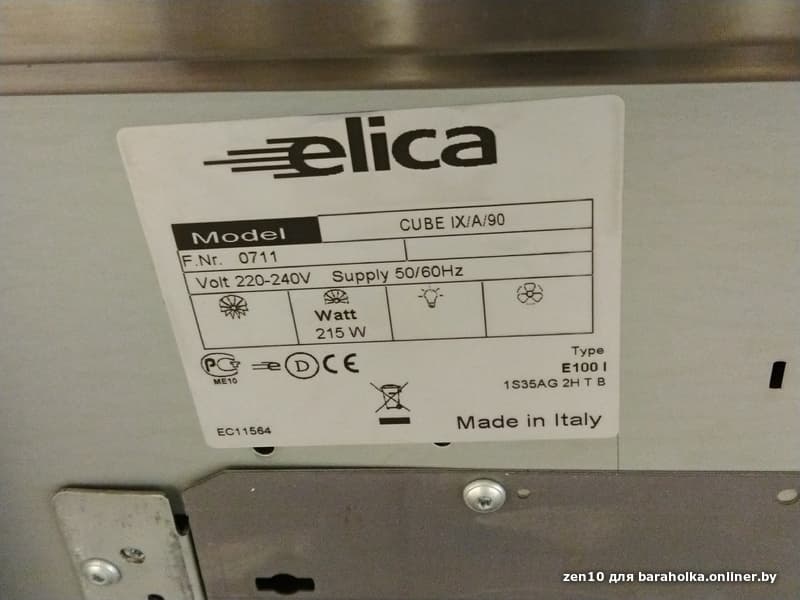 elica
Model CUBE IX/A/90
F.Nr. 0711
Volt 220-240V Supply 50/60Hz
Watt
215 W
Type
E100 I
1S35AG 2H T B
ME10
D
CE
EC11564
Made in Italy
zen10 для baraholka.onliner.by